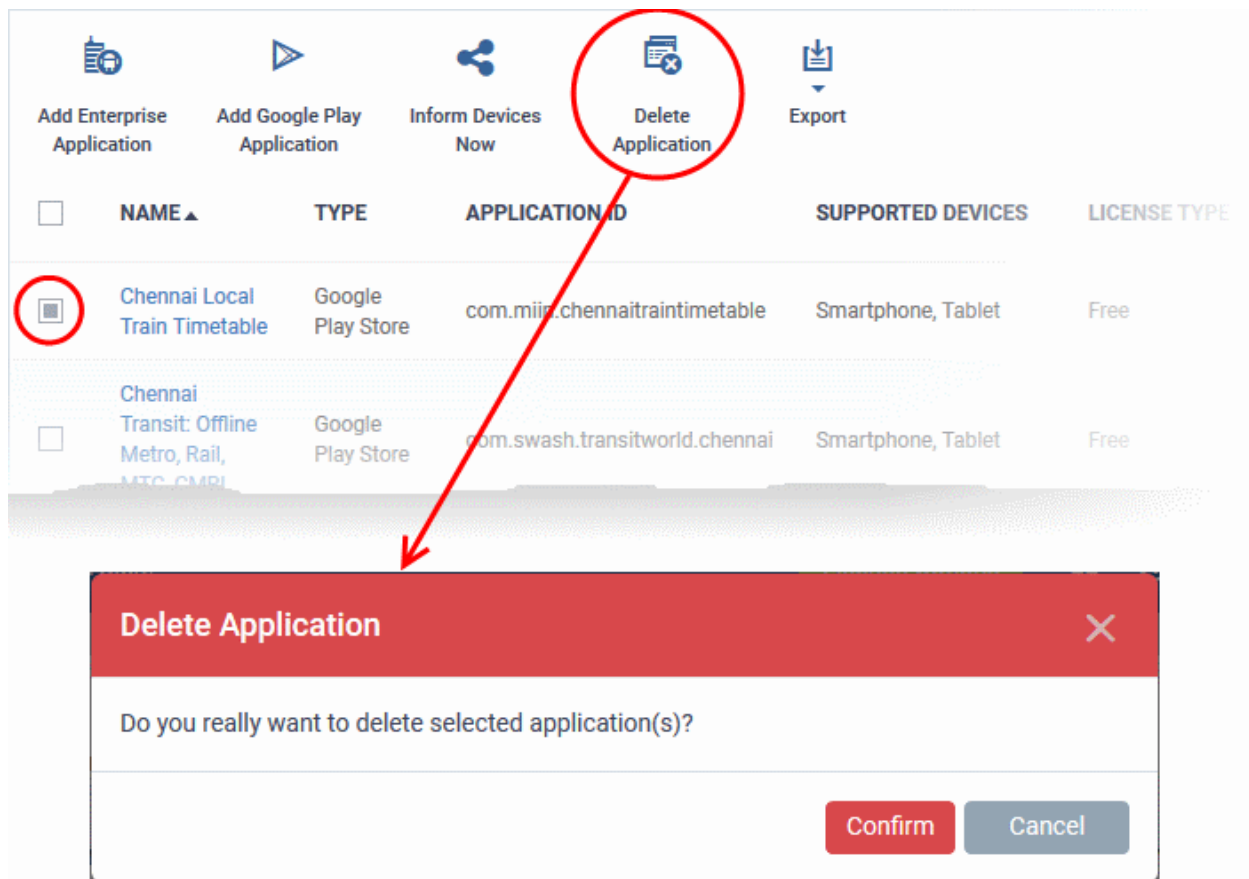 Add Enterprise Application
Add Google Play Application
Inform Devices Now
Delete Application
Export
NAME TYPE APPLICATION ID SUPPORTED DEVICES LICENSE TYPE
Chennai Local Train Timetable
Google Play Store
com.miin.chennaitraintimetable
Smartphone, Tablet
Free
Chennai Transit: Offline Metro, Rail,
Google Play Store
com.swash.transitworld.chennai
Smartphone, Tablet
Free
Delete Application
Do you really want to delete selected application(s)?
Confirm
Cancel